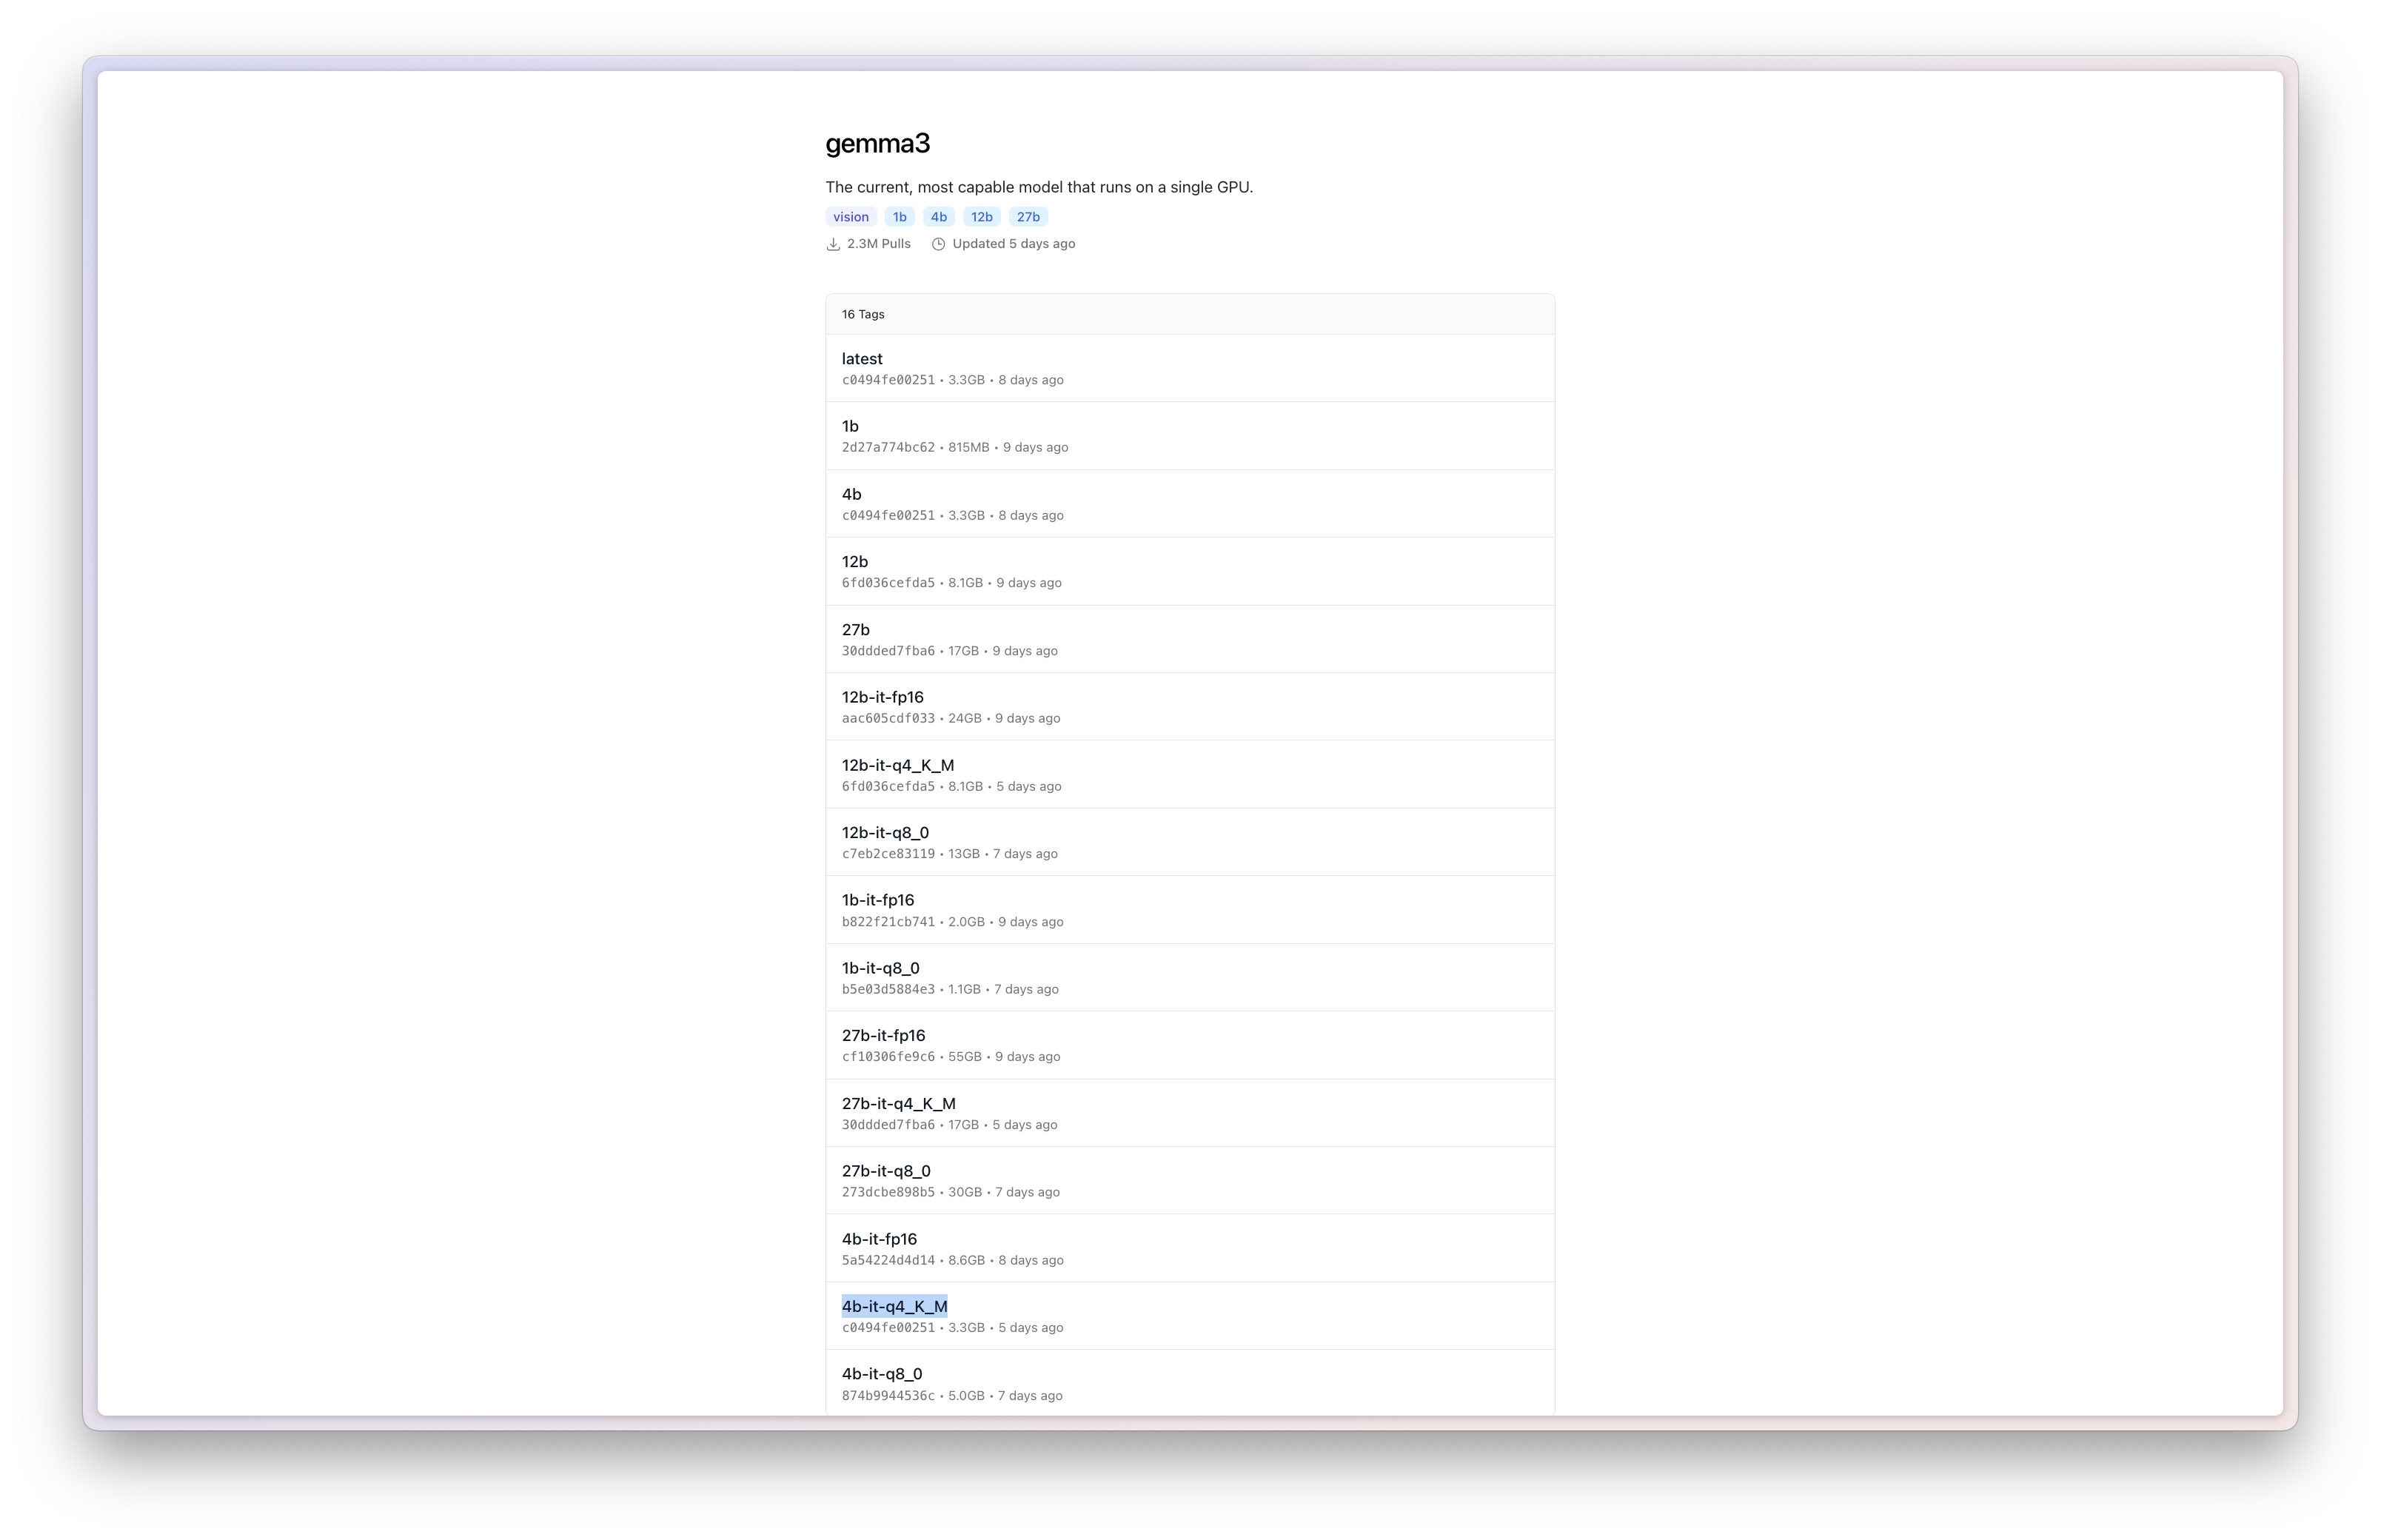 gemma3
The current, most capable model that runs on a single GPU.
vision 1b 4b 12b 27b
2.3M Pulls Updated 5 days ago
16 Tags
latest
c0494fe00251 • 3.3GB • 8 days ago
1b
2d27a774bc62 • 815MB • 9 days ago
4b
c0494fe00251 • 3.3GB • 8 days ago
12b
6fd036cefda5 • 8.1GB • 9 days ago
27b
30ddded7fba6 • 17GB • 9 days ago
12b-it-fp16
aac605cdf033 • 24GB • 9 days ago
12b-it-q4_K_M
6fd036cefda5 • 8.1GB • 5 days ago
12b-it-q8_0
c7eb2ce83119 • 13GB • 7 days ago
1b-it-fp16
b822f21cb741 • 2.0GB • 9 days ago
1b-it-q8_0
b5e03d5884e3 • 1.1GB • 7 days ago
27b-it-fp16
cf10306fe9c6 • 55GB • 9 days ago
27b-it-q4_K_M
30ddded7fba6 • 17GB • 5 days ago
27b-it-q8_0
273dcbe898b5 • 30GB • 7 days ago
4b-it-fp16
5a54224d4d14 • 8.6GB • 8 days ago
4b-it-q4_K_M
c0494fe00251 • 3.3GB • 5 days ago
4b-it-q8_0
874b9944536c • 5.0GB • 7 days ago